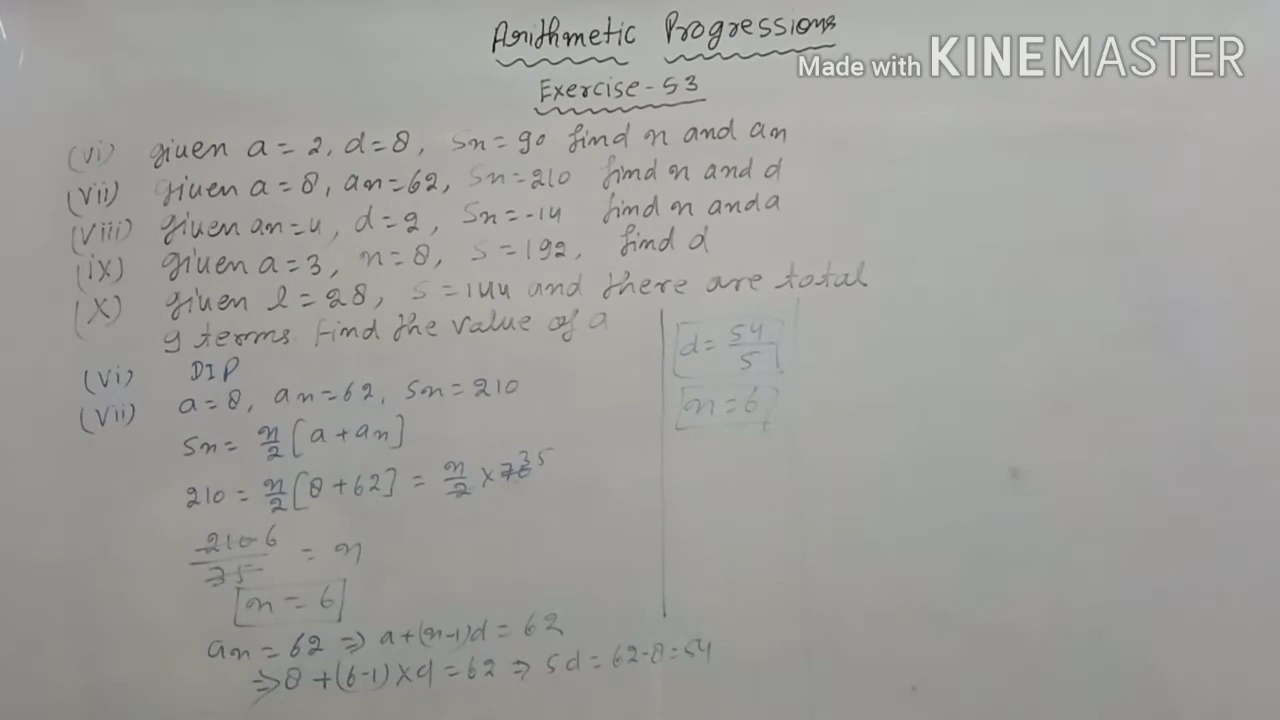 Arithmetic Progressions
Made with KINEMASTER
Exercise-53
(vi) given a = 2, d=8, Sn=90 find n and an
(vii) given a = 8, an=62, Sn=210 find n and d
(viii) given an=4, d=2, Sn=-14 find n and a
(ix) given a=3, n=8, S=192, find d
(X) given l=28, S=144 and there are total
9 terms. Find the value of a
(vi) DIP
(vii) a=8, an=62, Sn=210
Sn= n/2 [a+an]
210 = n/2 [8+62] = n/2 × 70 35
210 6 / 35 = n
[n = 6]
an = 62 ⇒ a+(n-1)d = 62
⇒ 8 +(6-1)×d = 62 ⇒ 5d = 62-8=54
[d= 54/5]
[n=6]